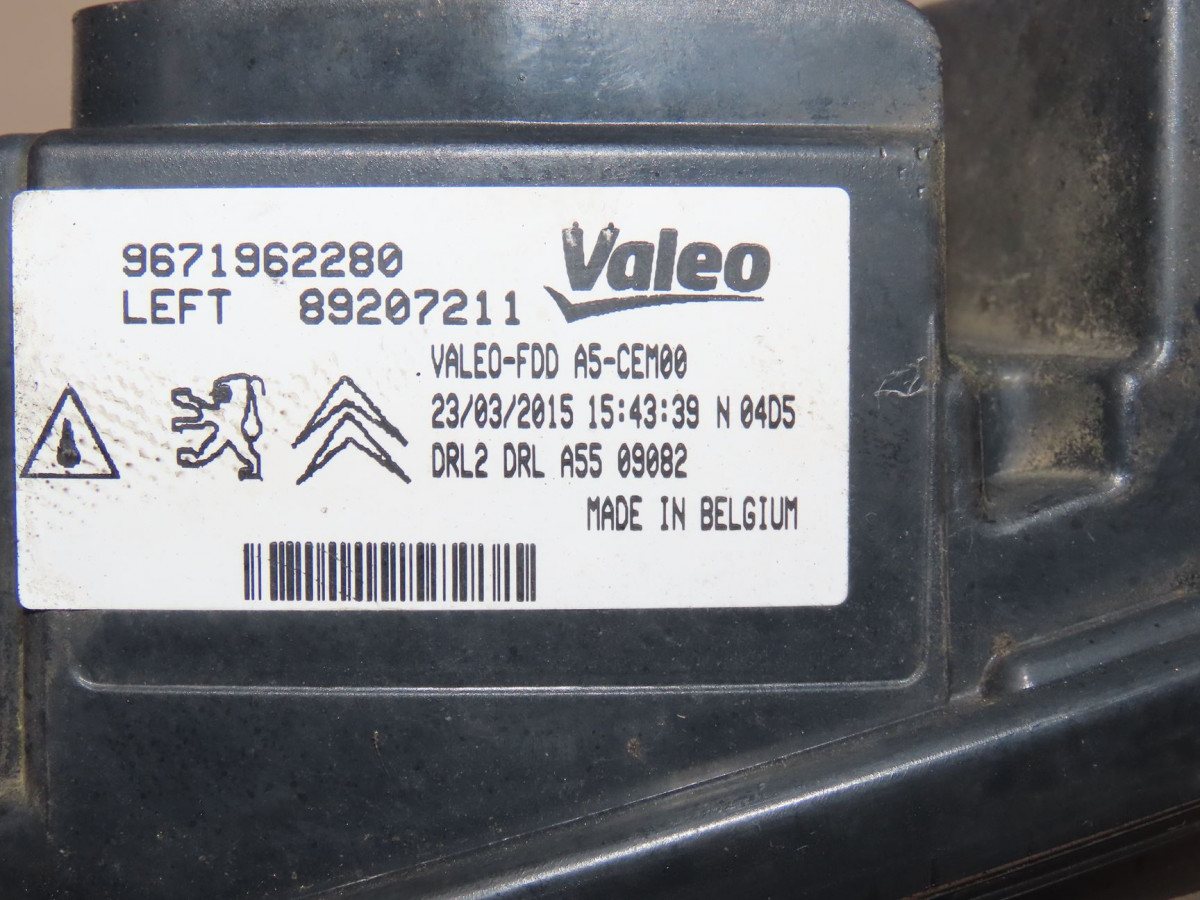 9671962280
LEFT 89207211
Valeo
VALEO-FDD A5-CEM00
23/03/2015 15:43:39 N 04D5
DRL2 DRL A55 09082
MADE IN BELGIUM